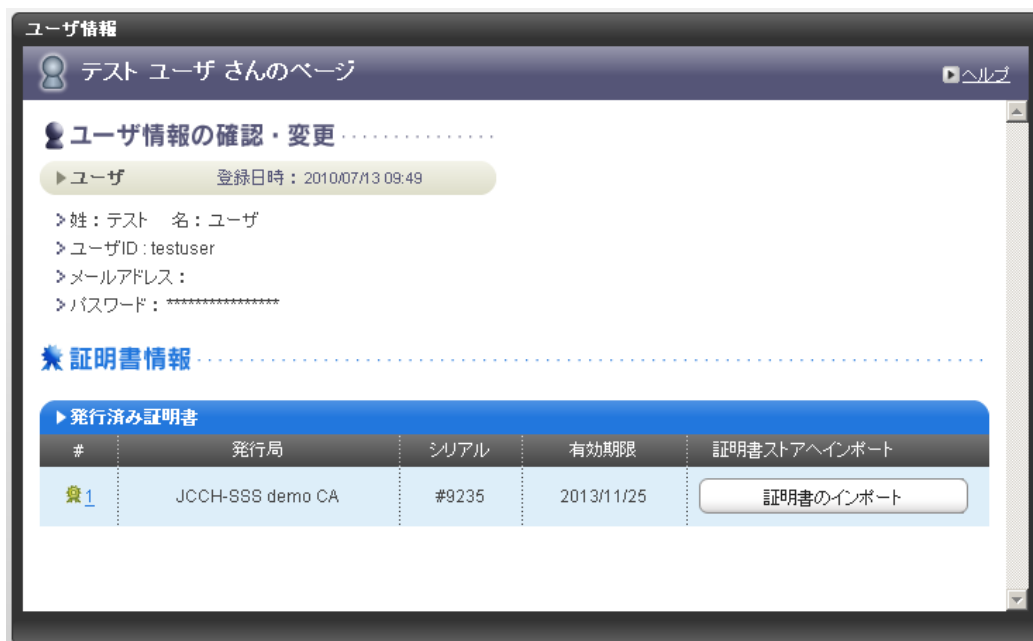 ユーザ情報
テスト ユーザ さんのページ
ヘルプ
ユーザ情報の確認・変更
ユーザ 登録日時：2010/07/13 09:49
姓：テスト 名：ユーザ
ユーザID : testuser
メールアドレス：
パスワード：****************
証明書情報
発行済み証明書
# 発行局 シリアル 有効期限 証明書ストアへインポート
1 JCCH-SSS demo CA #9235 2013/11/25 証明書のインポート